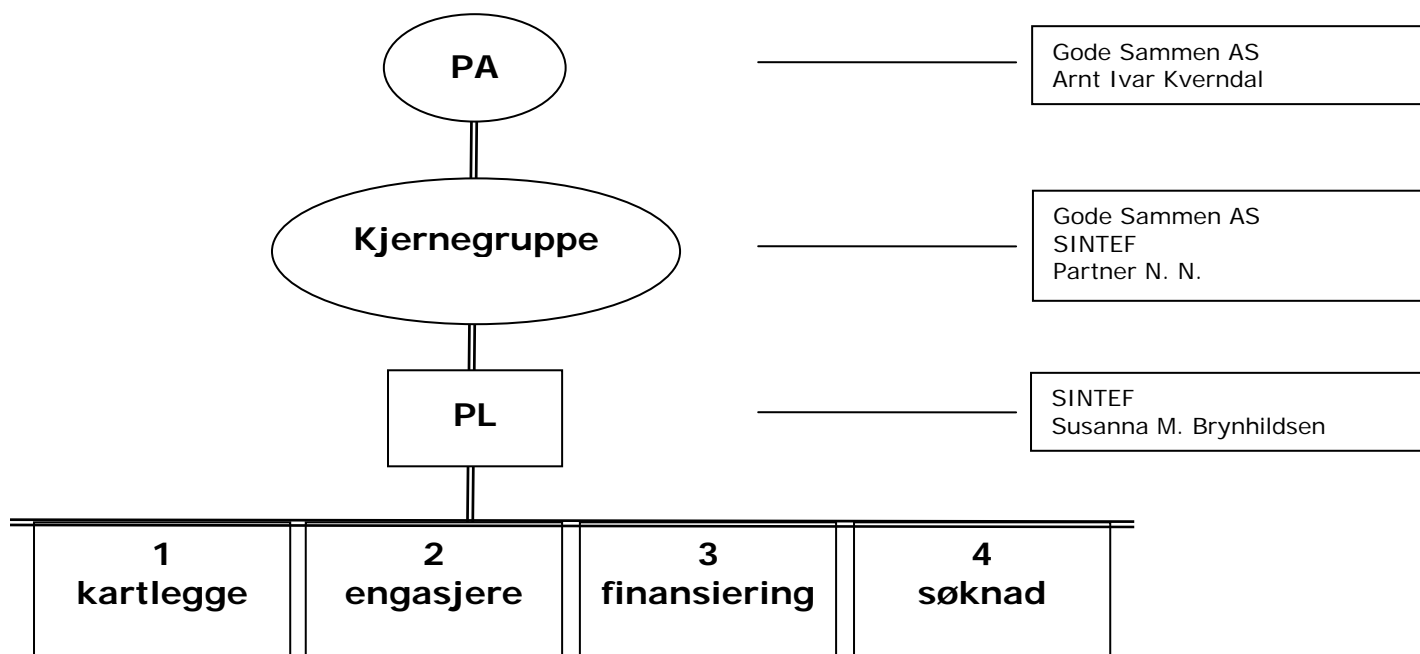 PA
Gode Sammen AS
Arnt Ivar Kverndal
Kjernegruppe
Gode Sammen AS
SINTEF
Partner N. N.
PL
SINTEF
Susanna M. Brynhildsen
1
kartlegge
2
engasjere
3
finansiering
4
søknad